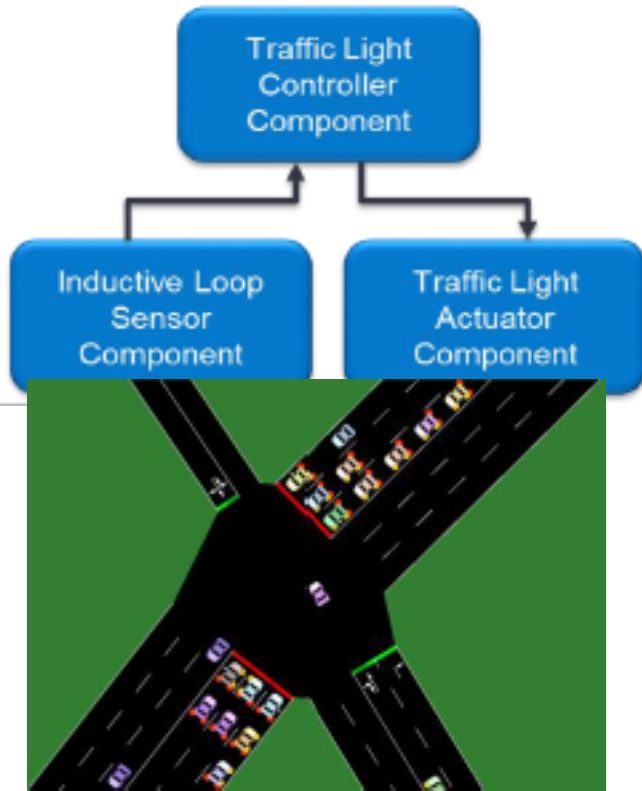 Traffic Light
Controller
Component
Inductive Loop
Sensor
Component
Traffic Light
Actuator
Component